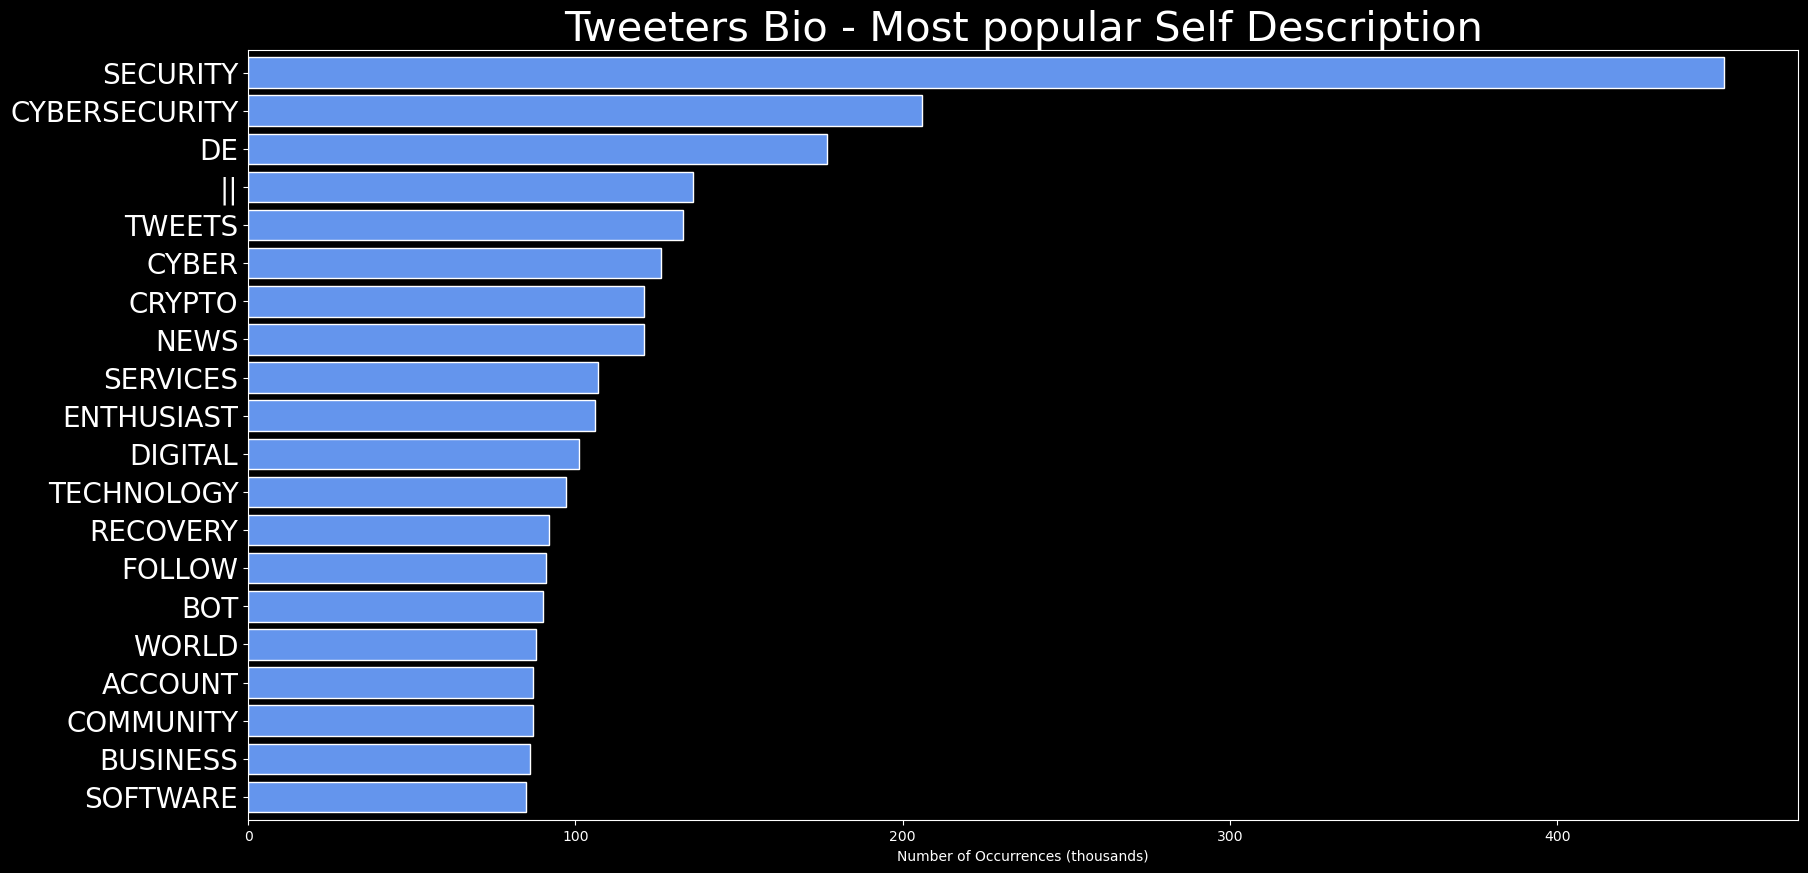 Tweeters Bio - Most popular Self Description
SECURITY
CYBERSECURITY
DE
||
TWEETS
CYBER
CRYPTO
NEWS
SERVICES
ENTHUSIAST
DIGITAL
TECHNOLOGY
RECOVERY
FOLLOW
BOT
WORLD
ACCOUNT
COMMUNITY
BUSINESS
SOFTWARE
0 100 200 300 400
Number of Occurrences (thousands)